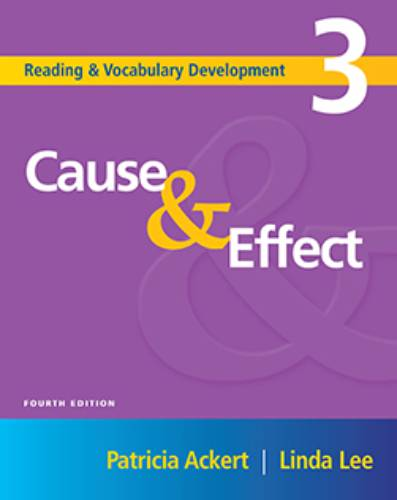 3
Reading & Vocabulary Development
Cause
&
Effect
FOURTH EDITION
Patricia Ackert | Linda Lee